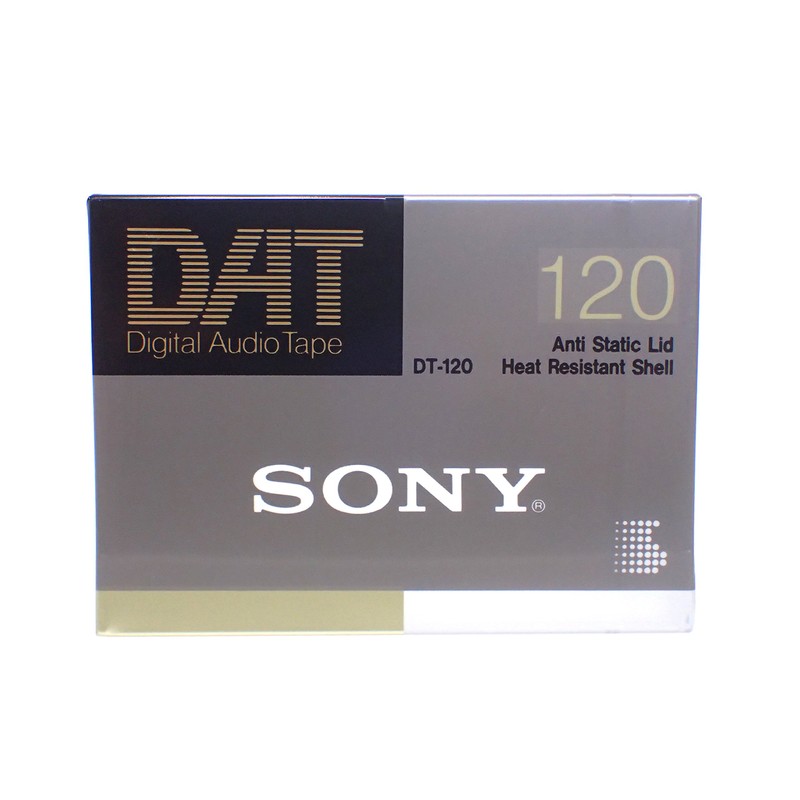 DAT
Digital Audio Tape
120
Anti Static Lid
DT-120 Heat Resistant Shell
SONY®